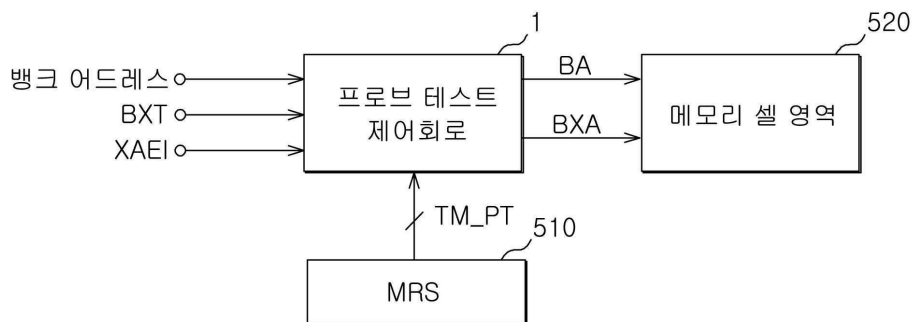 1
520
뱅크 어드레스
BXT
XAEI
프로브 테스트
제어회로
BA
BXA
메모리 셀 영역
TM_PT
510
MRS